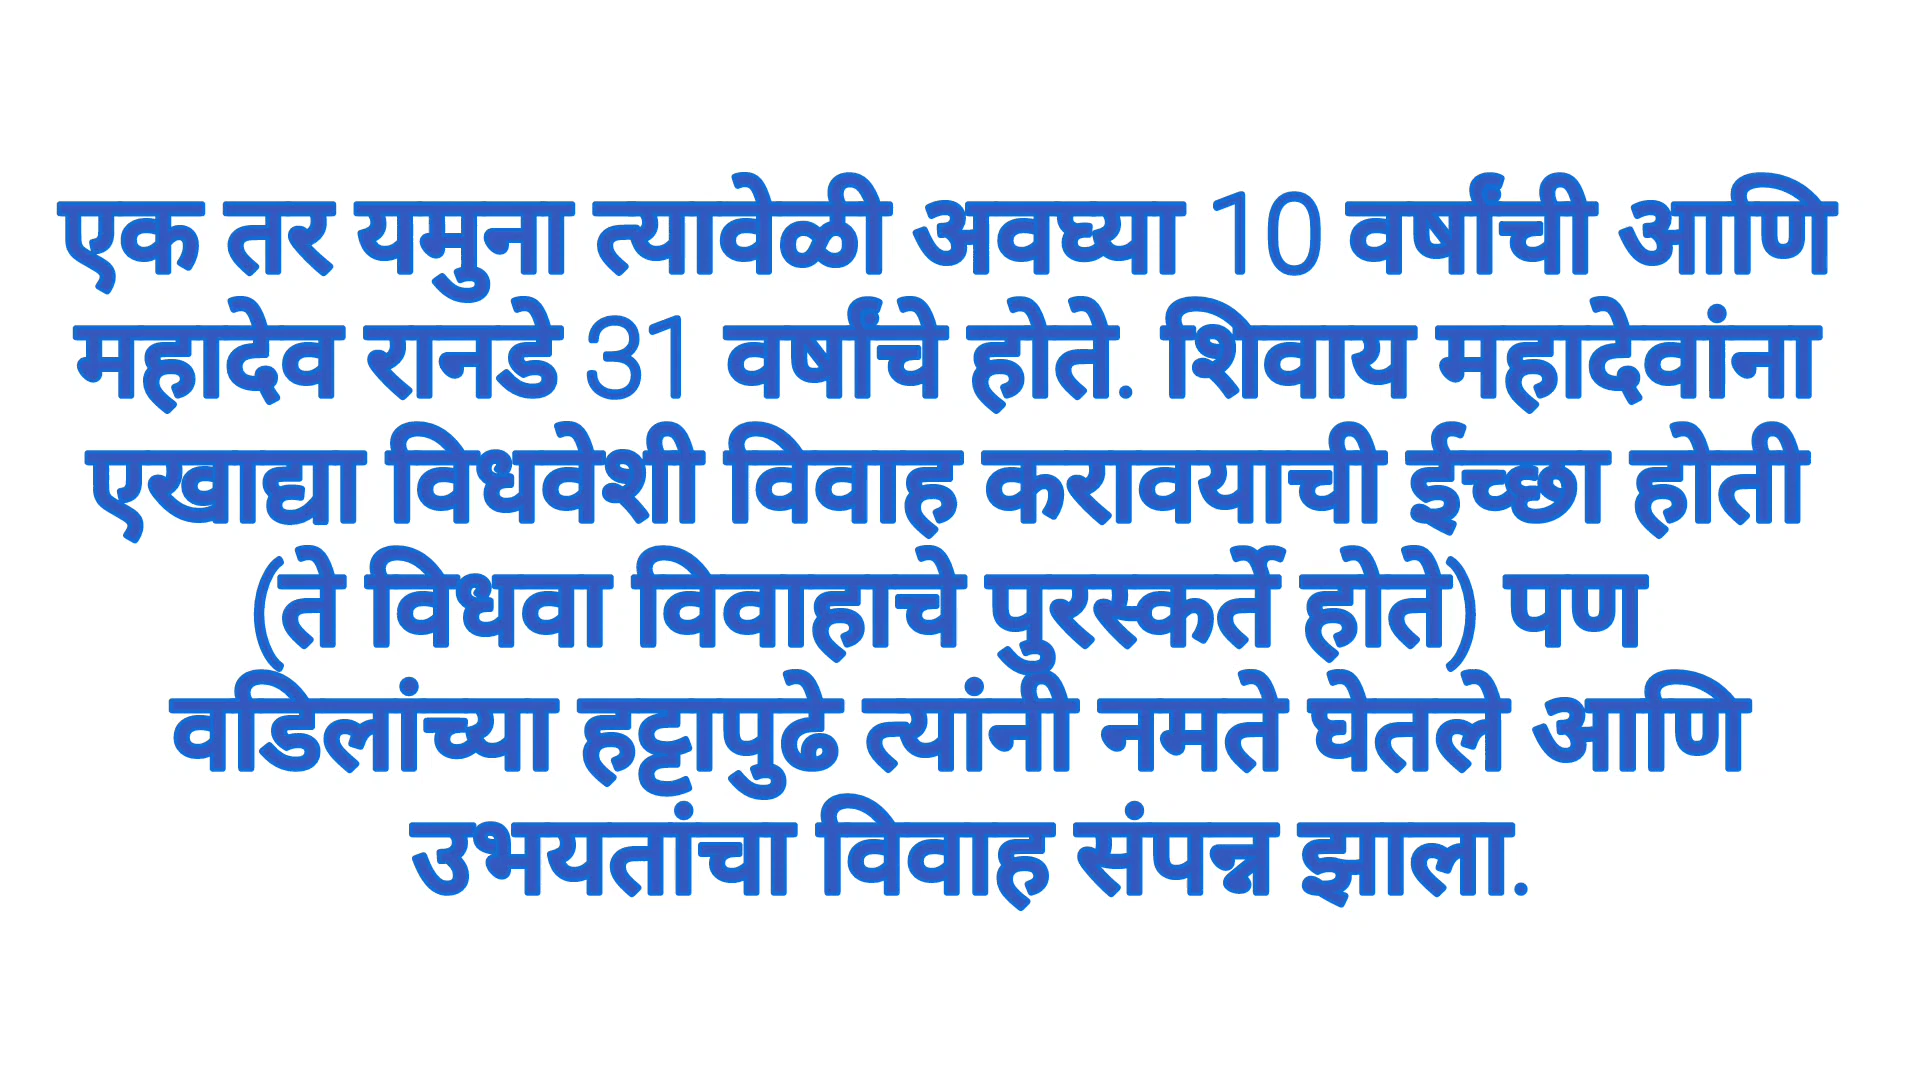 एक तर यमुना त्यावेळी अवघ्या 10 वर्षांची आणि
महादेव रानडे 31 वर्षांचे होते. शिवाय महादेवांना
एखाद्या विधवेशी विवाह करावयाची ईच्छा होती
(ते विधवा विवाहाचे पुरस्कर्ते होते) पण
वडिलांच्या हट्टापुढे त्यांनी नमते घेतले आणि
उभयतांचा विवाह संपन्न झाला.